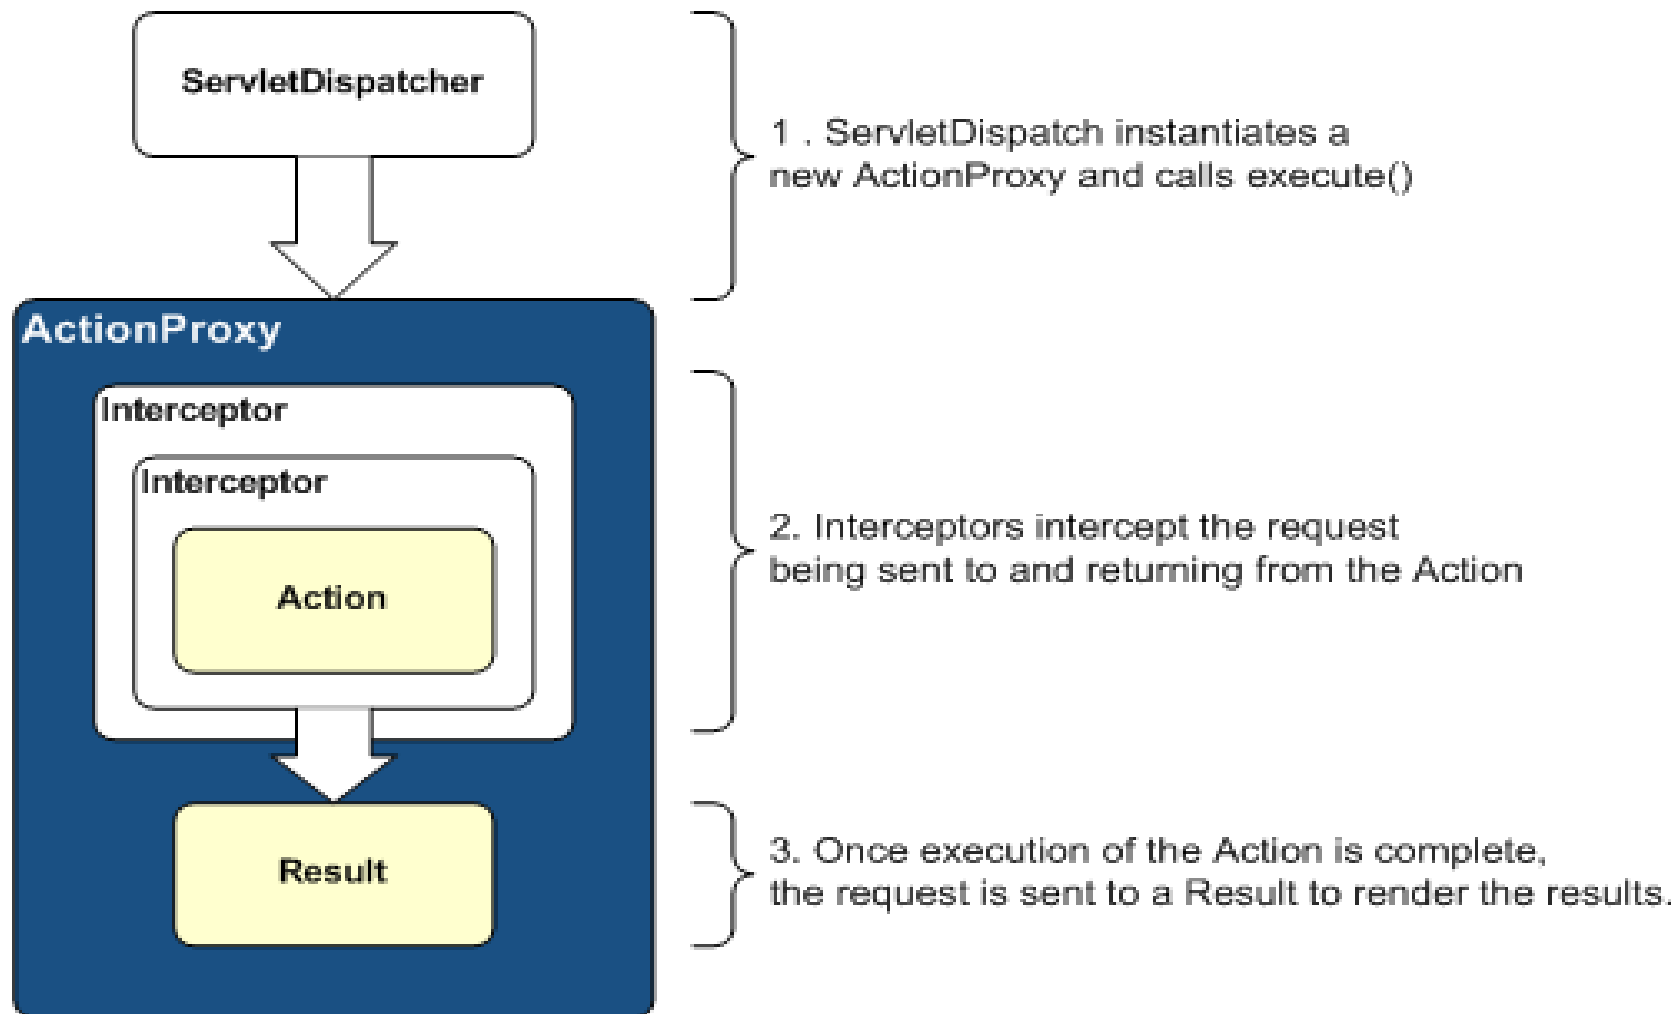 ServletDispatcher
1 . ServletDispatch instantiates a
new ActionProxy and calls execute()
ActionProxy
Interceptor
Interceptor
Action
2. Interceptors intercept the request
being sent to and returning from the Action
Result
3. Once execution of the Action is complete,
the request is sent to a Result to render the results.